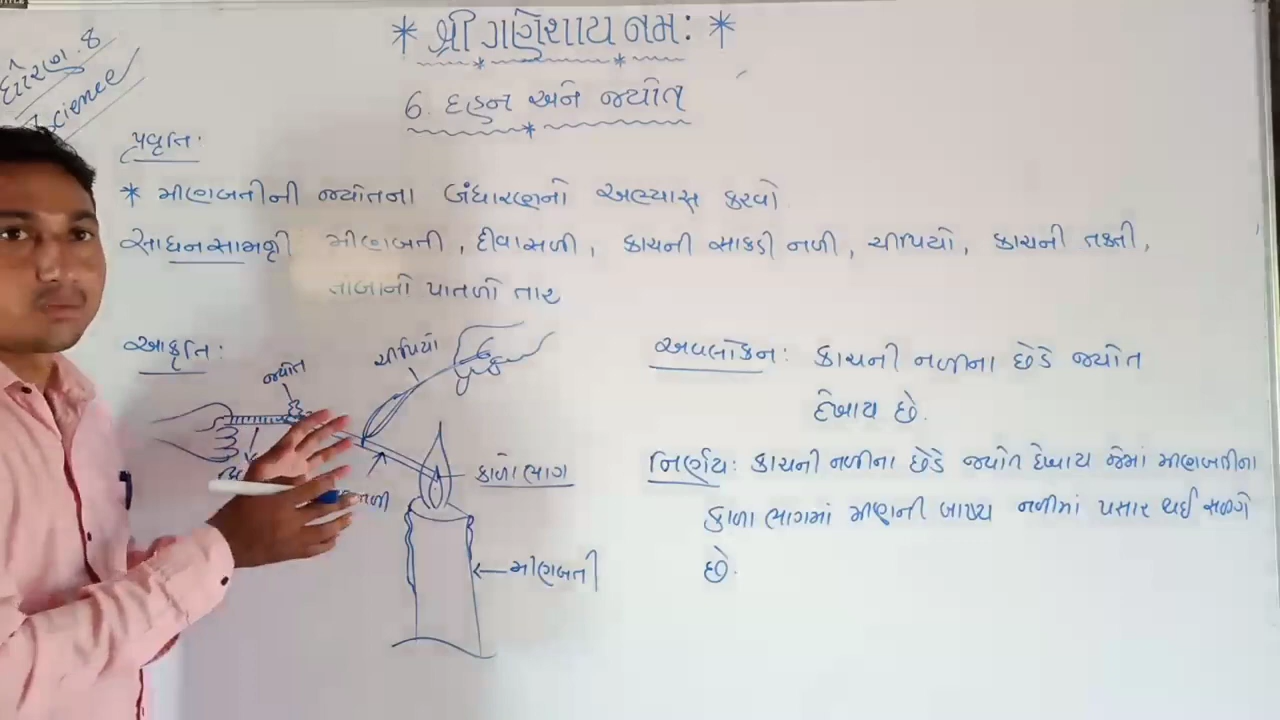 ધોરણ. 8
Science
* શ્રી ગણેશાય નમઃ *
6. દહન અને જ્યોત
પ્રવૃતિ:
* મીણબતીની જ્યોતના બંધારણનો અભ્યાસ કરવો.
સાધનસામગ્રી મીણબતી, દીવાસળી, કાચની સાકડી નળી, ચીપિયો, કાચની તક્તી,
તાબાનો પાતળો તાર
આકૃતિ:
જ્યોત
ચીપિયો
નળી
કાળોભાગ
મીણબતી
અવલોકન: કાચની નળીના છેડે જ્યોત
દેખાય છે.
નિર્ણય: કાચની નળીના છેડે જ્યોત દેખાય જેમાં મીણબતીના
કાળા ભાગમાં મીણની બાષ્પ નળીમાં પસાર થઈ સળગે
છે.